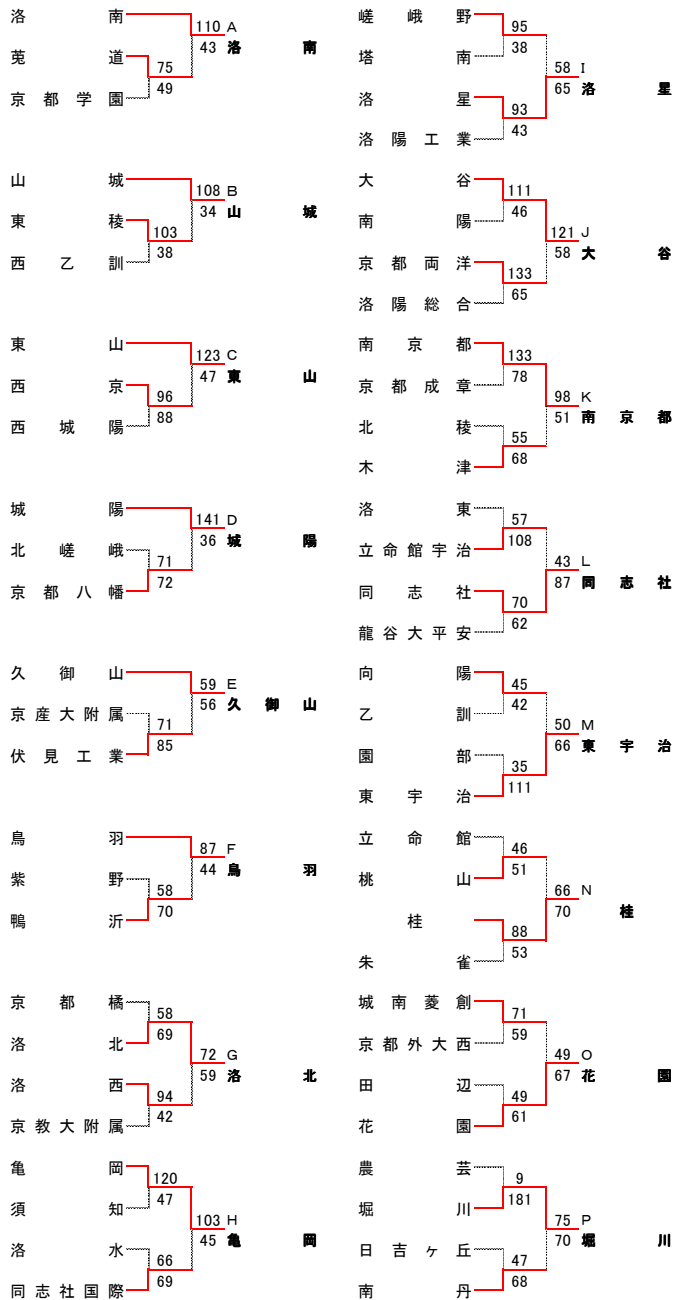 洛南
110 A
43 洛南
莵道
75
49
京都学園
山城
108 B
34 山城
東稜
103
38
西乙訓
東山
123 C
47 東山
西京
96
88
西城陽
城陽
141 D
36 城陽
北嵯峨
71
72
京都八幡
久御山
59 E
56 久御山
京産大附属
71
85
伏見工業
鳥羽
87 F
44 鳥羽
紫野
58
70
鴨沂
京都橘
58
69
洛北
72 G
59 洛北
洛西
94
42
京教大附属
亀岡
120
47
須知
103 H
45 亀岡
洛水
66
69
同志社国際
嵯峨野
95
38
塔南
58 I
65 洛星
洛星
93
43
洛陽工業
大谷
111
46
南陽
121 J
58 大谷
京都両洋
133
65
洛陽総合
南京都
133
78
京都成章
98 K
51 南京都
北稜
55
68
木津
洛東
57
108
立命館宇治
43 L
87 同志社
同志社
70
62
龍谷大平安
向陽
45
42
乙訓
50 M
66 東宇治
園部
35
111
東宇治
立命館
46
51
桃山
66 N
70 桂
桂
88
53
朱雀
城南菱創
71
59
京都外大西
49 O
67 花園
田辺
49
61
花園
農芸
9
181
堀川
75 P
70 堀川
日吉ヶ丘
47
68
南丹